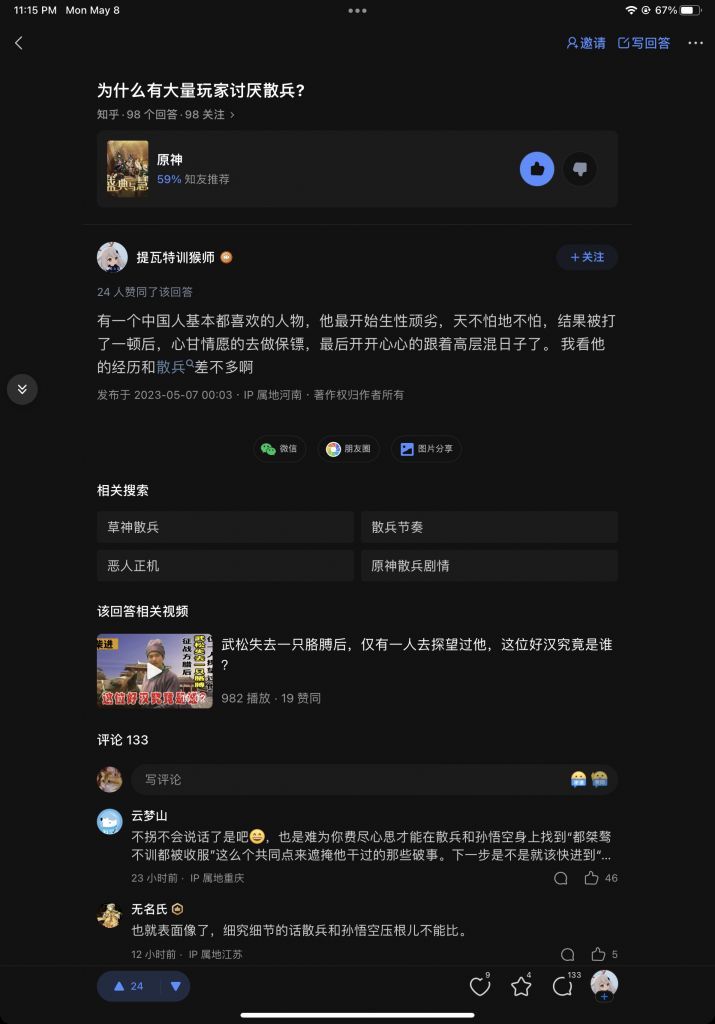 11:15 PM Mon May 8
67%
邀请
写回答
为什么有大量玩家讨厌散兵?
知乎 · 98 个回答 · 98 关注
原神
59% 知友推荐
提瓦特训猴师
+关注
24 人赞同了该回答
有一个中国人基本都喜欢的人物，他最开始生性顽劣，天不怕地不怕，结果被打
了一顿后，心甘情愿的去做保镖，最后开开心心的跟着高层混日子了。 我看他
的经历和散兵差不多啊
发布于 2023-05-07 00:03 · IP 属地河南 · 著作权归作者所有
微信
朋友圈
图片分享
相关搜索
草神散兵
散兵节奏
恶人正机
原神散兵剧情
该回答相关视频
武松失去一只胳膊后
征战方腊后
武松失去一只胳膊后，仅有一人去探望过他，这位好汉究竟是谁
?
982 播放 · 19 赞同
评论 133
写评论
云梦山
不拐不会说话了是吧😄，也是难为你费尽心思才能在散兵和孙悟空身上找到“都桀骜
不训都被收服”这么个共同点来遮掩他干过的那些破事。下一步是不是就该快进到“...
23 小时前 · IP 属地重庆
46
无名氏
也就表面像了，细究细节的话散兵和孙悟空压根儿不能比。
12 小时前 · IP 属地江苏
5
24
9
4
133